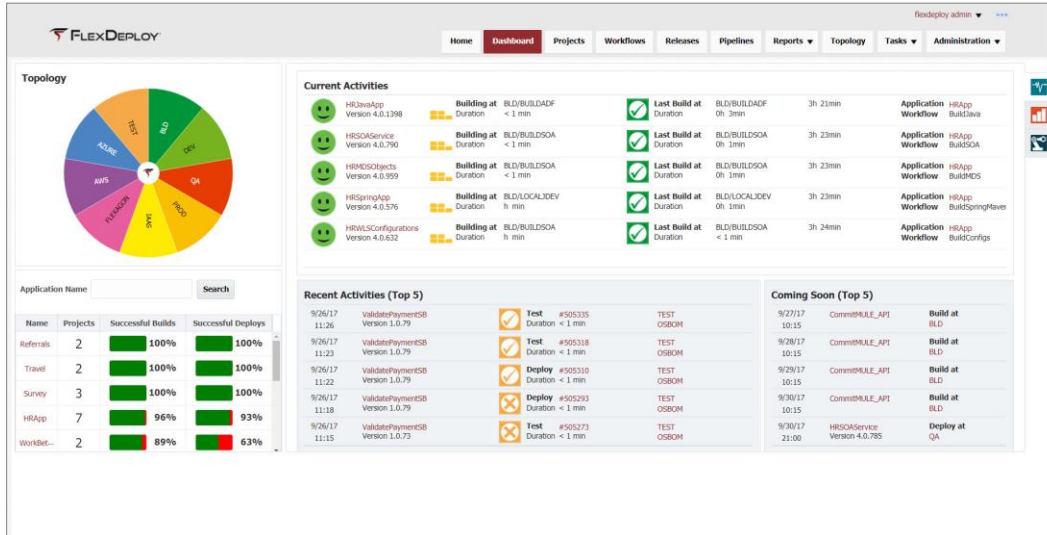 flexdeploy admin
FLEXDEPLOY
Home Dashboard Projects Workflows Releases Pipelines Reports Topology Tasks Administration
Topology
TEST
BLD
DEV
QA
PROD
IAAS
FLEXAGON
AWS
AZURE
Application Name Search
Name Projects Successful Builds Successful Deploys
Referrals 2 100% 100%
Travel 2 100% 100%
Survey 3 100% 100%
HRApp 7 96% 93%
WorkBet-- 2 89% 63%
Current Activities
HRJavaApp Building at BLD/BUILDADF Last Build at BLD/BUILDADF 3h 21min Application HRApp
Version 4.0.1398 Duration < 1 min Duration 0h 3min Workflow BuildJava
HRSOAService Building at BLD/BUILDSOA Last Build at BLD/BUILDSOA 3h 23min Application HRApp
Version 4.0.790 Duration < 1 min Duration 0h 1min Workflow BuildSOA
HRMDSObjects Building at BLD/BUILDSOA Last Build at BLD/BUILDSOA 3h 23min Application HRApp
Version 4.0.959 Duration < 1 min Duration 0h 1min Workflow BuildMDS
HRSpringApp Building at BLD/LOCALJDEV Last Build at BLD/LOCALJDEV 3h 23min Application HRApp
Version 4.0.576 Duration h min Duration 0h 1min Workflow BuildSpringMaven
HRWLSConfigurations Building at BLD/BUILDSOA Last Build at BLD/BUILDSOA 3h 24min Application HRApp
Version 4.0.632 Duration h min Duration < 1 min Workflow BuildConfigs
Recent Activities (Top 5)
9/26/17 ValidatePaymentSB Test #505335 TEST
11:26 Version 1.0.79 Duration < 1 min OSBOM
9/26/17 ValidatePaymentSB Test #505318 TEST
11:23 Version 1.0.79 Duration < 1 min OSBOM
9/26/17 ValidatePaymentSB Deploy #505310 TEST
11:22 Version 1.0.79 Duration < 1 min OSBOM
9/26/17 ValidatePaymentSB Deploy #505293 TEST
11:18 Version 1.0.79 Duration < 1 min OSBOM
9/26/17 ValidatePaymentSB Test #505273 TEST
11:15 Version 1.0.73 Duration < 1 min OSBOM
Coming Soon (Top 5)
9/27/17 CommitMULE_API Build at
10:15 BLD
9/28/17 CommitMULE_API Build at
10:15 BLD
9/29/17 CommitMULE_API Build at
10:15 BLD
9/30/17 CommitMULE_API Build at
10:15 BLD
9/30/17 HRSOAService Deploy at
21:00 Version 4.0.785 QA